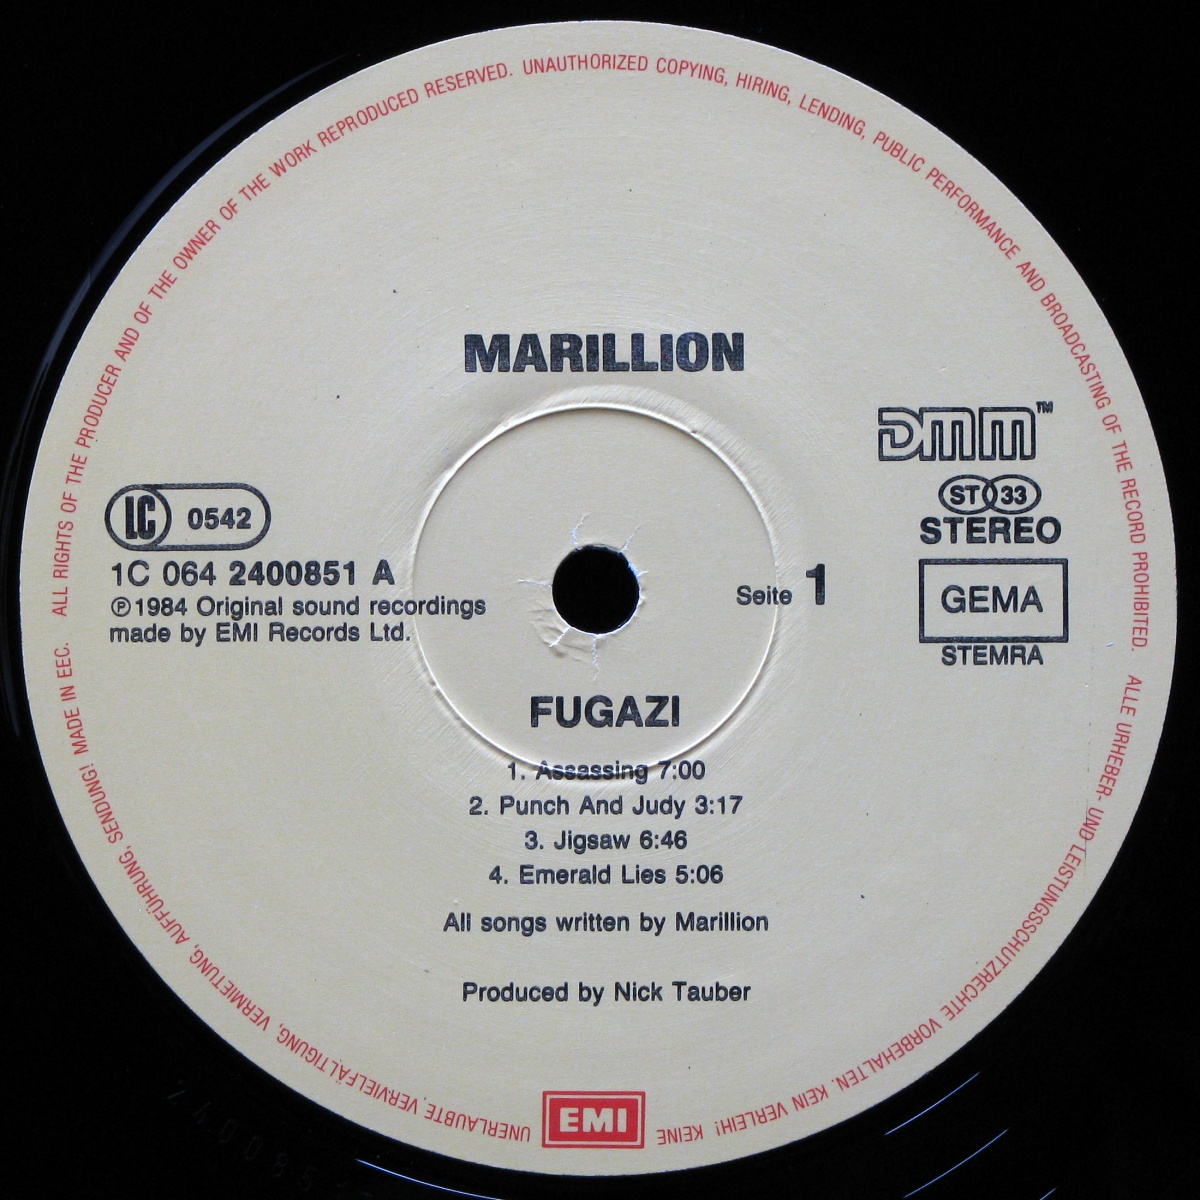 ALL RIGHTS OF THE PRODUCER AND OF THE OWNER OF THE WORK REPRODUCED RESERVED. UNAUTHORIZED COPYING, HIRING, LENDING, PUBLIC PERFORMANCE AND BROADCASTING OF THE RECORD PROHIBITED.
ALLE URHEBER- UND LEISTUNGSSCHUTZRECHTE VORBEHALTEN. KEIN VERLEIH! KEINE UNERLAUBTE VERVIELFÄLTIGUNG, VERMIETUNG, AUFFÜHRUNG, SENDUNG! MADE IN EEC.
MARILLION
DMM™
LC 0542
ST 33
STEREO
1C 064 2400851 A
℗1984 Original sound recordings
made by EMI Records Ltd.
Seite 1
GEMA
STEMRA
FUGAZI
1. Assassing 7:00
2. Punch And Judy 3:17
3. Jigsaw 6:46
4. Emerald Lies 5:06
All songs written by Marillion
Produced by Nick Tauber
EMI